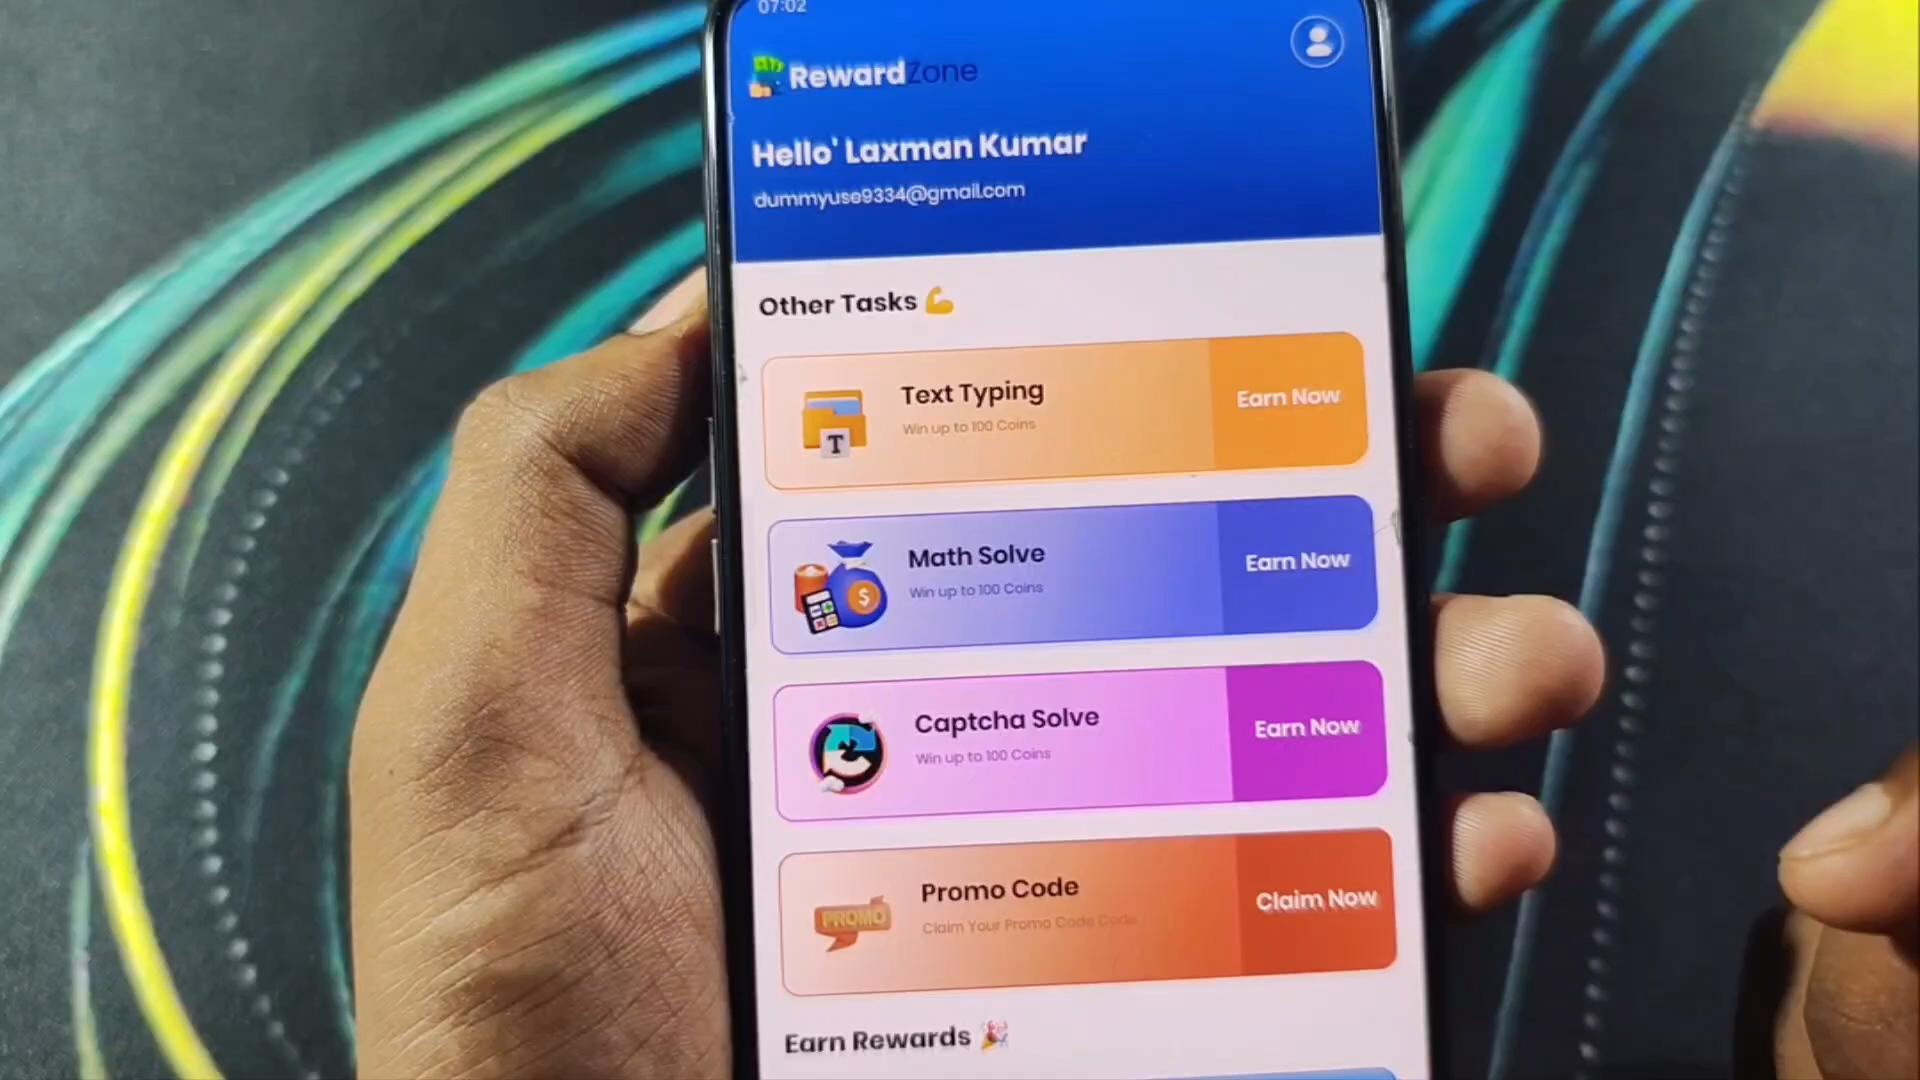 07:02
RewardZone
Hello' Laxman Kumar
dummyuse9334@gmail.com
Other Tasks 💪
T
Text Typing
Win up to 100 Coins
Earn Now
$
Math Solve
Win up to 100 Coins
Earn Now
Captcha Solve
Win up to 100 Coins
Earn Now
PROMO
Promo Code
Claim Your Promo Code Code
Claim Now
Earn Rewards 🎉